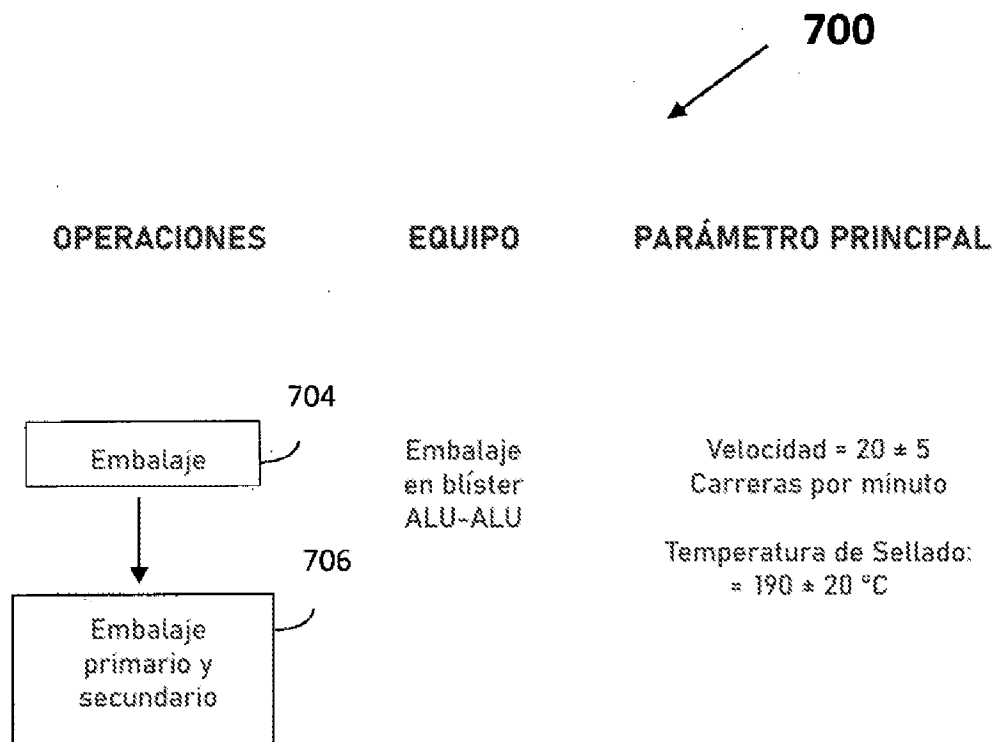 700
OPERACIONES EQUIPO PARÁMETRO PRINCIPAL
704
Embalaje
Embalaje
en blíster
ALU-ALU
Velocidad = 20 ± 5
Carreras por minuto
Temperatura de Sellado:
= 190 ± 20 °C
706
Embalaje
primario y
secundario